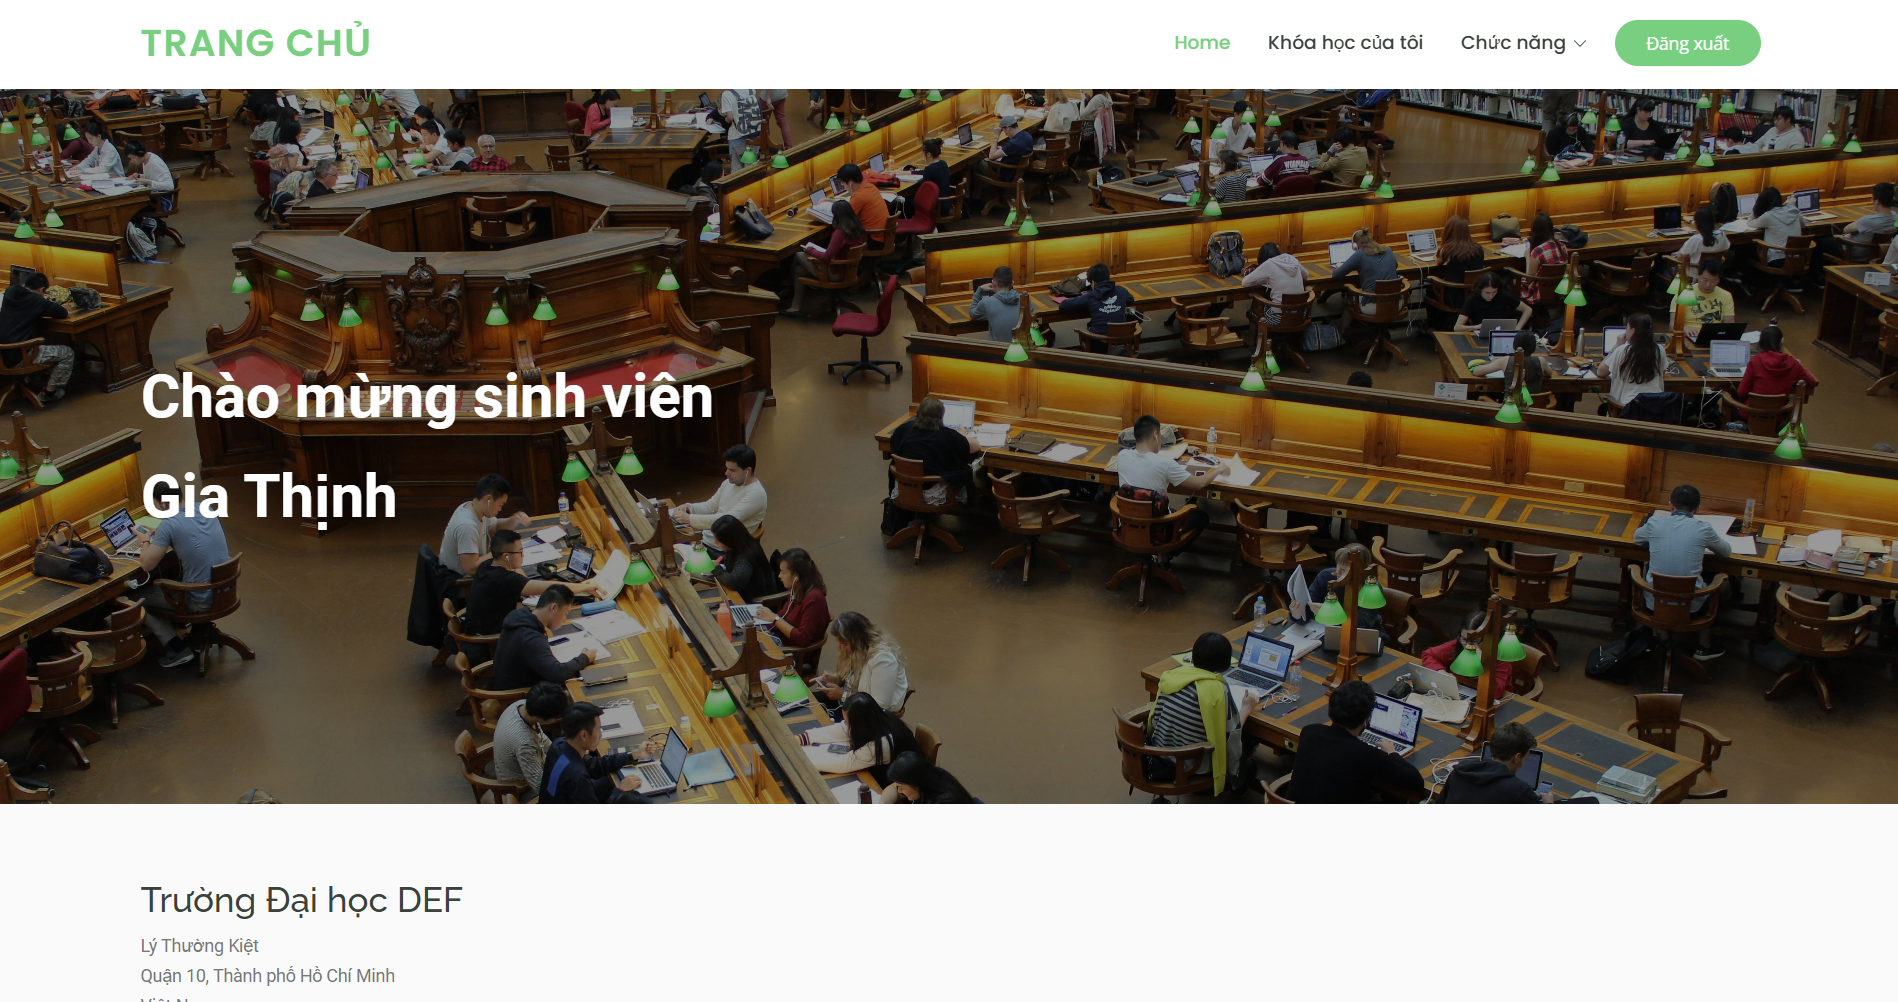 TRANG CHỦ
Home Khóa học của tôi Chức năng Đăng xuất
Chào mừng sinh viên
Gia Thịnh
Trường Đại học DEF
Lý Thường Kiệt
Quận 10, Thành phố Hồ Chí Minh